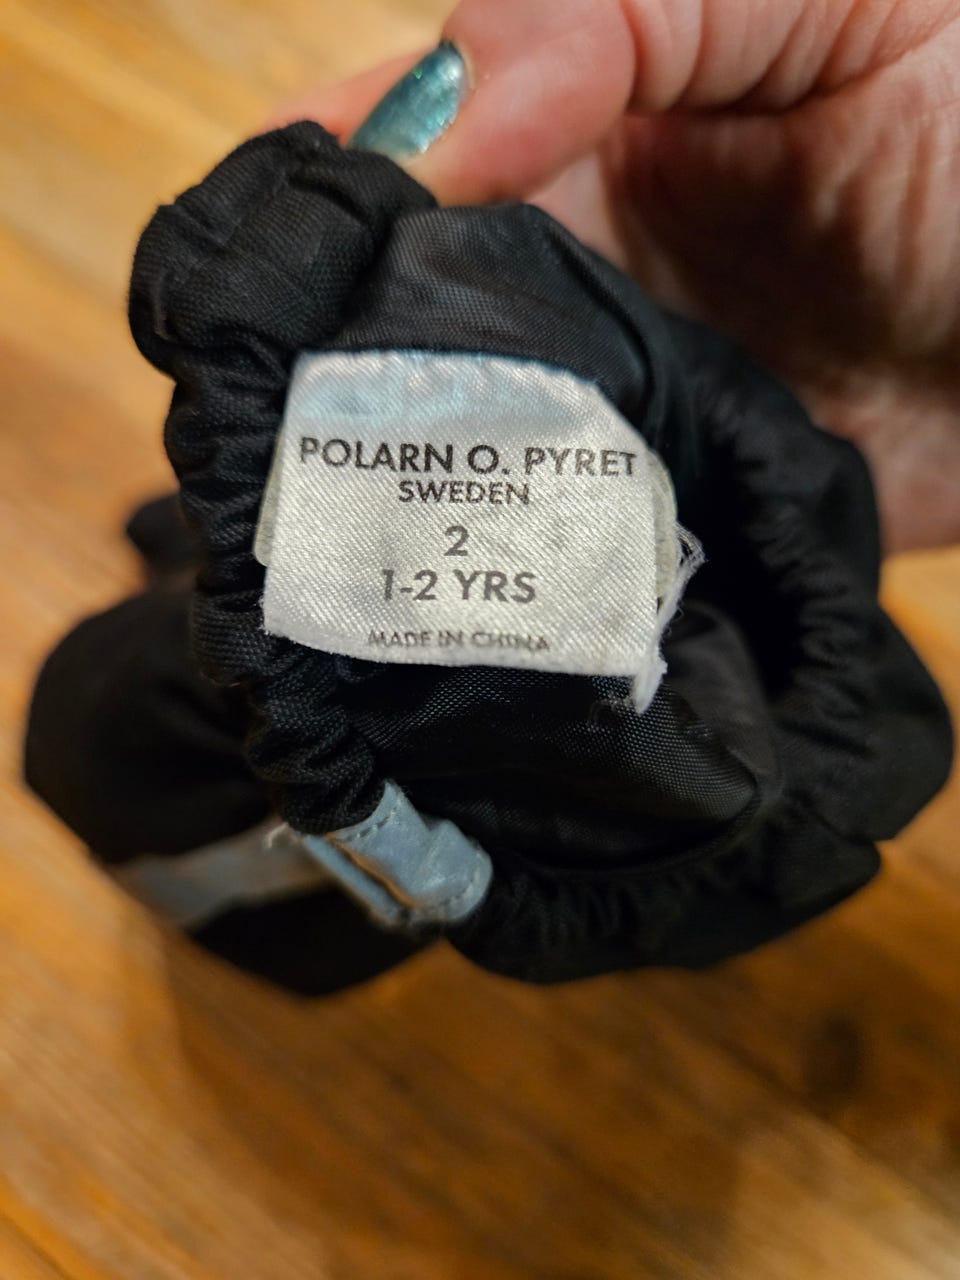 POLARN O. PYRET
SWEDEN
2
1-2 YRS
MADE IN CHINA